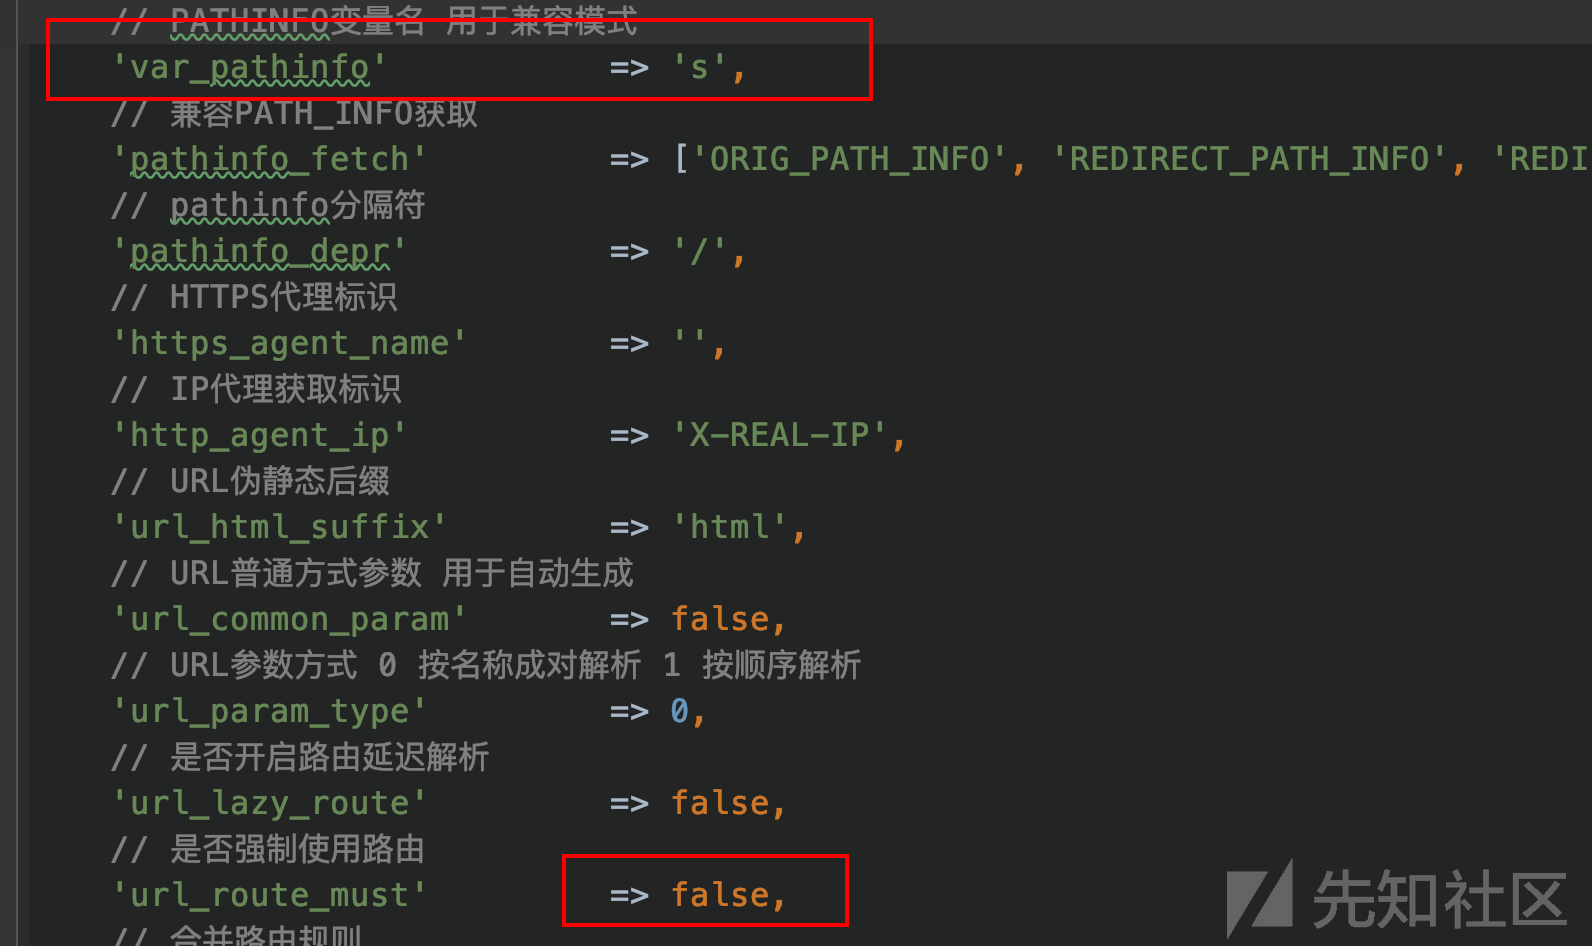 // PATHINFO变量名 用于兼容模式
'var_pathinfo' => 's',
// 兼容PATH_INFO获取
'pathinfo_fetch' => ['ORIG_PATH_INFO', 'REDIRECT_PATH_INFO', 'REDI
// pathinfo分隔符
'pathinfo_depr' => '/',
// HTTPS代理标识
'https_agent_name' => '',
// IP代理获取标识
'http_agent_ip' => 'X-REAL-IP',
// URL伪静态后缀
'url_html_suffix' => 'html',
// URL普通方式参数 用于自动生成
'url_common_param' => false,
// URL参数方式 0 按名称成对解析 1 按顺序解析
'url_param_type' => 0,
// 是否开启路由延迟解析
'url_lazy_route' => false,
// 是否强制使用路由
'url_route_must' => false,
// 合并路由规则
先知社区